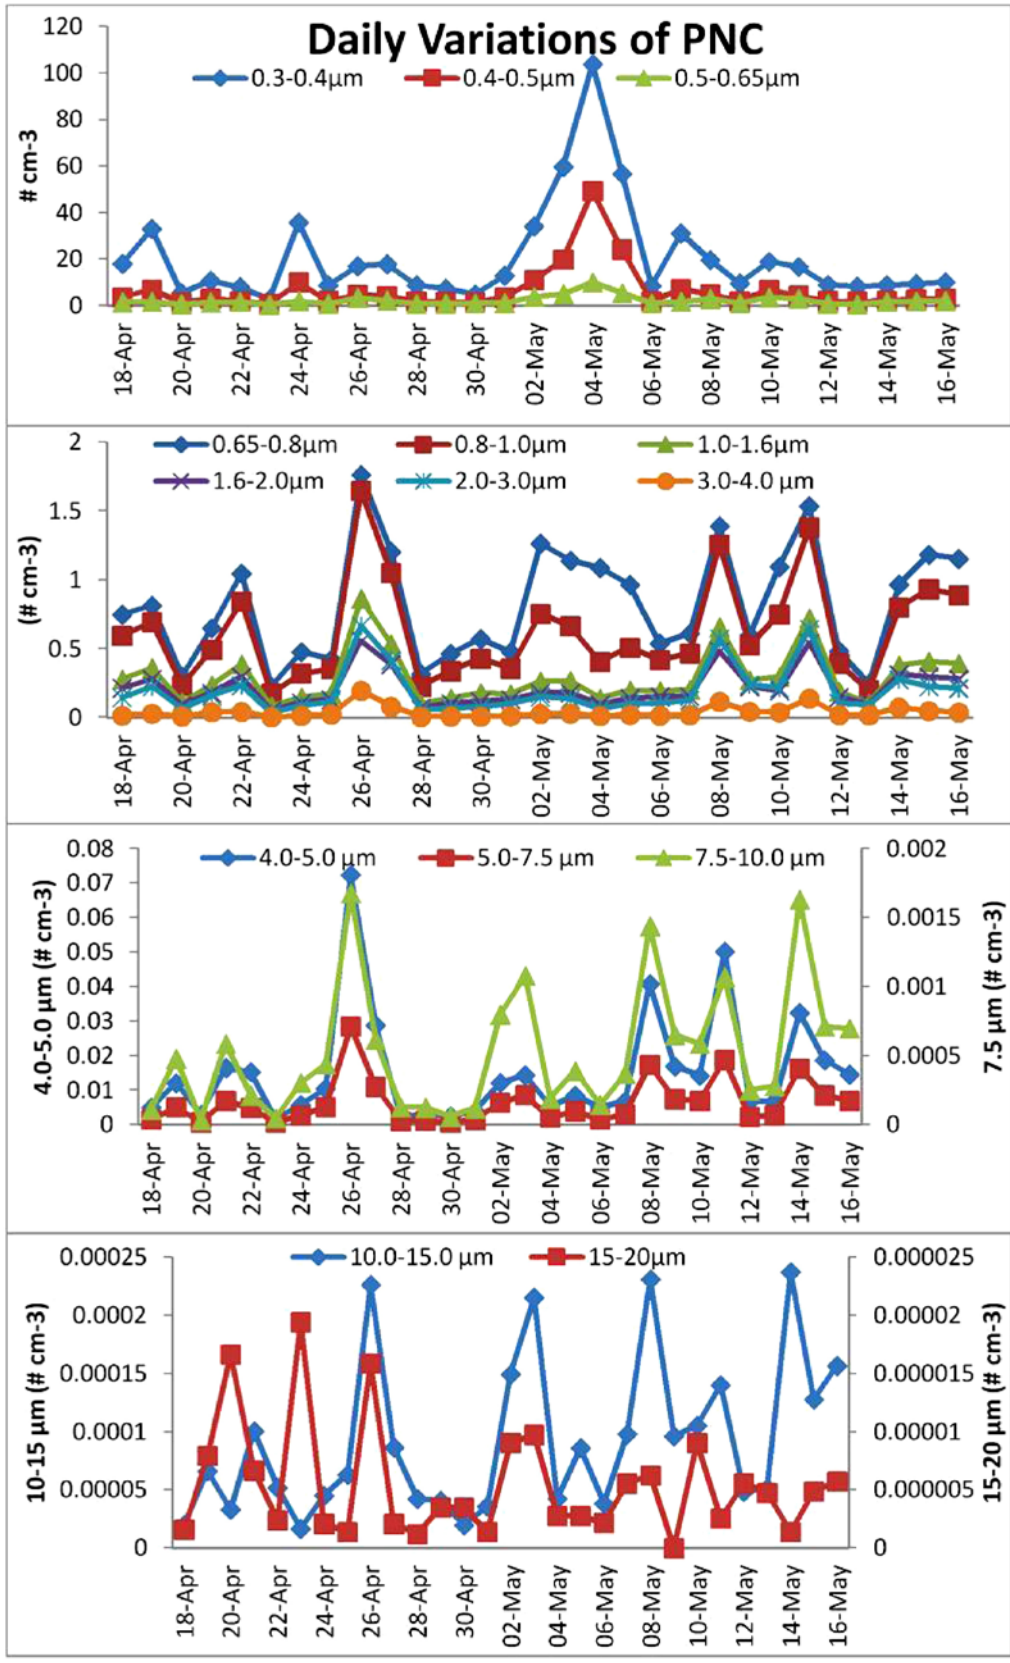 Daily Variations of PNC
0.3-0.4µm 0.4-0.5µm 0.5-0.65µm
# cm-3
120
100
80
60
40
20
0
18-Apr 20-Apr 22-Apr 24-Apr 26-Apr 28-Apr 30-Apr 02-May 04-May 06-May 08-May 10-May 12-May 14-May 16-May
0.65-0.8µm 0.8-1.0µm 1.0-1.6µm
1.6-2.0µm 2.0-3.0µm 3.0-4.0 µm
(# cm-3)
2
1.5
1
0.5
0
18-Apr 20-Apr 22-Apr 24-Apr 26-Apr 28-Apr 30-Apr 02-May 04-May 06-May 08-May 10-May 12-May 14-May 16-May
4.0-5.0 µm 5.0-7.5 µm 7.5-10.0 µm
4.0-5.0 µm (# cm-3)
0.08
0.07
0.06
0.05
0.04
0.03
0.02
0.01
0
0.002
0.0015
0.001
0.0005
0
7.5 µm (# cm-3)
18-Apr 20-Apr 22-Apr 24-Apr 26-Apr 28-Apr 30-Apr 02-May 04-May 06-May 08-May 10-May 12-May 14-May 16-May
10.0-15.0 µm 15-20µm
10-15 µm (# cm-3)
0.00025
0.0002
0.00015
0.0001
0.00005
0
0.000025
0.00002
0.000015
0.00001
0.000005
0
15-20 µm (# cm-3)
18-Apr 20-Apr 22-Apr 24-Apr 26-Apr 28-Apr 30-Apr 02-May 04-May 06-May 08-May 10-May 12-May 14-May 16-May